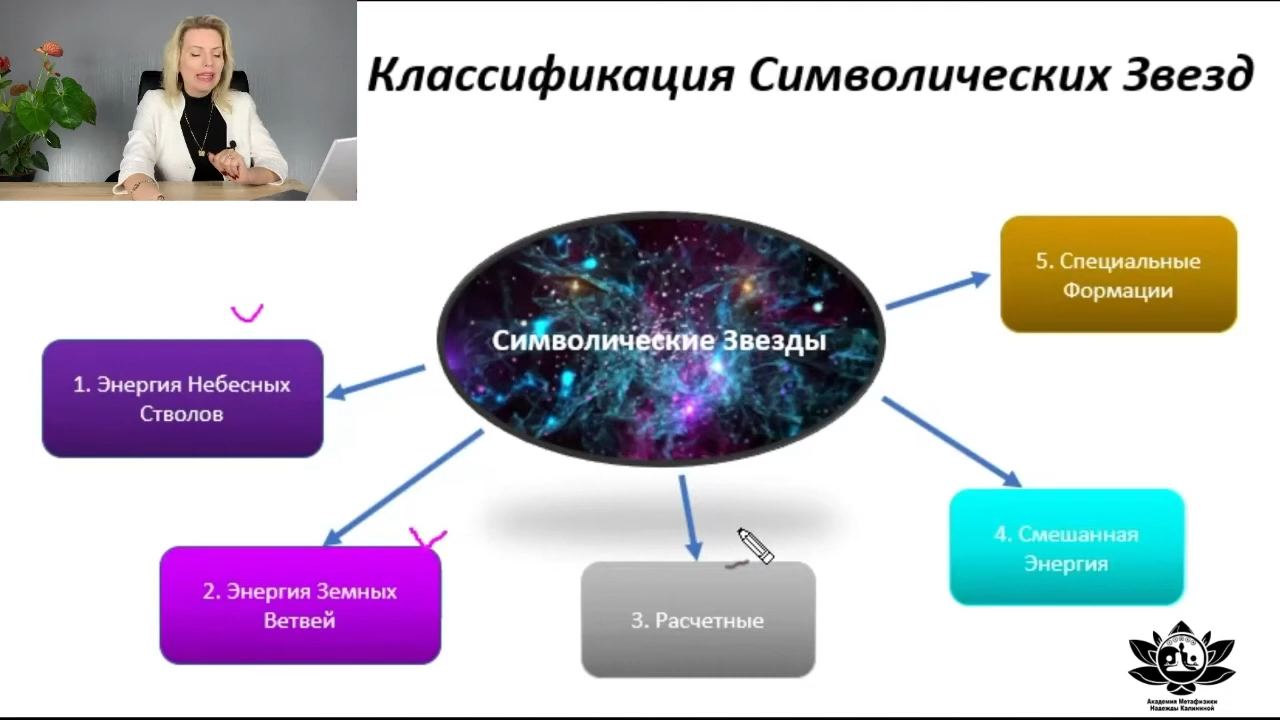 Классификация Символических Звезд
Символические Звезды
1. Энергия Небесных
Стволов
2. Энергия Земных
Ветвей
3. Расчетные
4. Смешанная
Энергия
5. Специальные
Формации
Академия Метафизики
Надежды Калининой